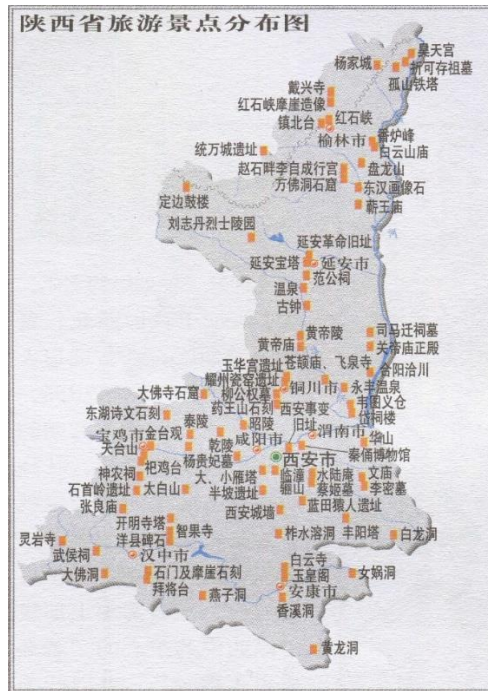 陕西省旅游景点分布图
昊天宫
杨家城
折可存祖墓
孤山铁塔
戴兴寺
红石峡摩崖造像
红石峡
镇北台
榆林市
香炉峰
白云山庙
统万城遗址
赵石畔李自成行宫
盘龙山
万佛洞石窟
东汉画像石
定边鼓楼
蕲王庙
刘志丹烈士陵园
延安革命旧址
延安宝塔
延安市
范公祠
温泉
古钟
黄帝陵
司马迁祠墓
黄帝庙
关帝庙正殿
玉华宫遗址
苍颉庙、飞泉寺
合阳洽川
耀州瓷窑遗址
大佛寺石窟
柳公权墓
铜川市
永丰温泉
药王山石刻
韦园义仓
东湖诗文石刻
西安事变
旧址
岱祠楼
昭陵
泰陵
宝鸡市
金台观
咸阳市
渭南市
华山
天台山
乾陵
秦俑博物馆
杨贵妃墓
西安市
祀鸡台
大、小雁塔
临潼
水陆庵
文庙
神农祠
骊山
蔡姬墓
李密墓
石首岭遗址
太白山
半坡遗址
蓝田猿人遗址
张良庙
西安城墙
开明寺塔
智果寺
洋县碑石
柞水溶洞
丰阳塔
白龙洞
灵岩寺
武侯祠
汉中市
白云寺
大佛洞
石门及摩崖石刻
玉皇阁
女娲洞
拜将台
安康市
燕子洞
香溪洞
黄龙洞